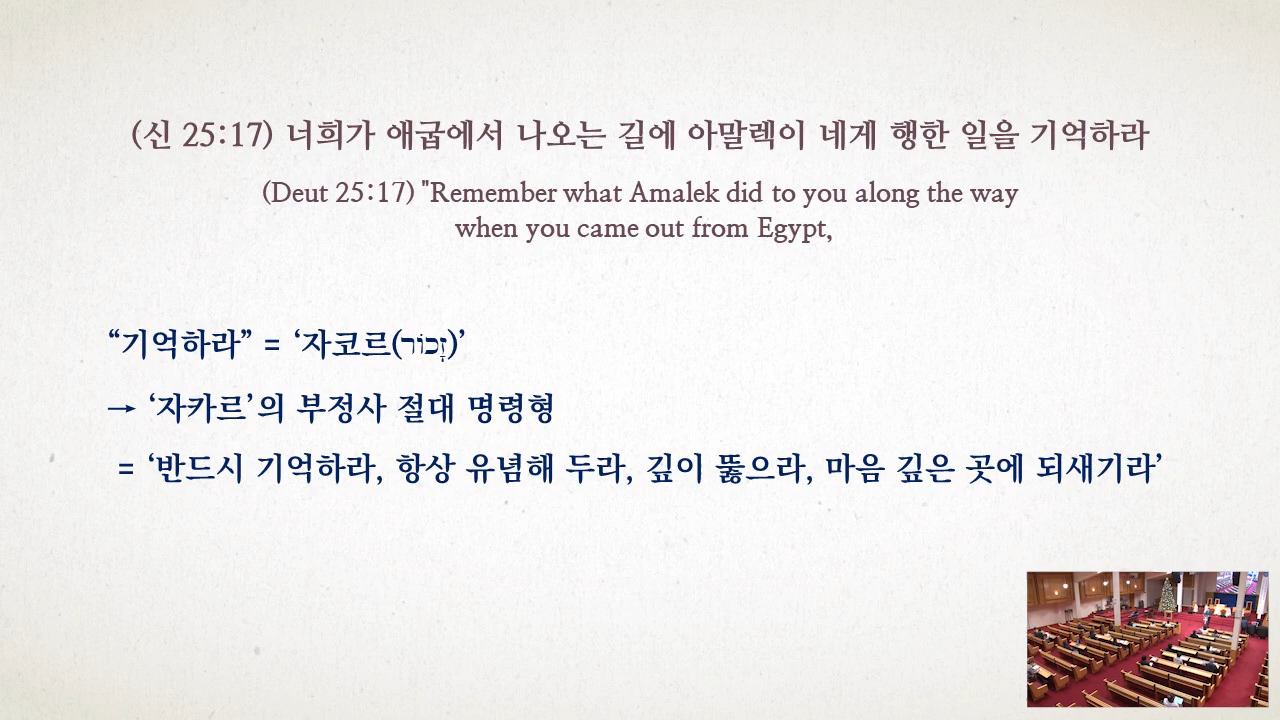 (신 25:17) 너희가 애굽에서 나오는 길에 아말렉이 네게 행한 일을 기억하라
(Deut 25:17) "Remember what Amalek did to you along the way
when you came out from Egypt,
“기억하라” = ‘자코르(זָכוֹר)’
→ ‘자카르’의 부정사 절대 명령형
= ‘반드시 기억하라, 항상 유념해 두라, 깊이 뚫으라, 마음 깊은 곳에 되새기라’